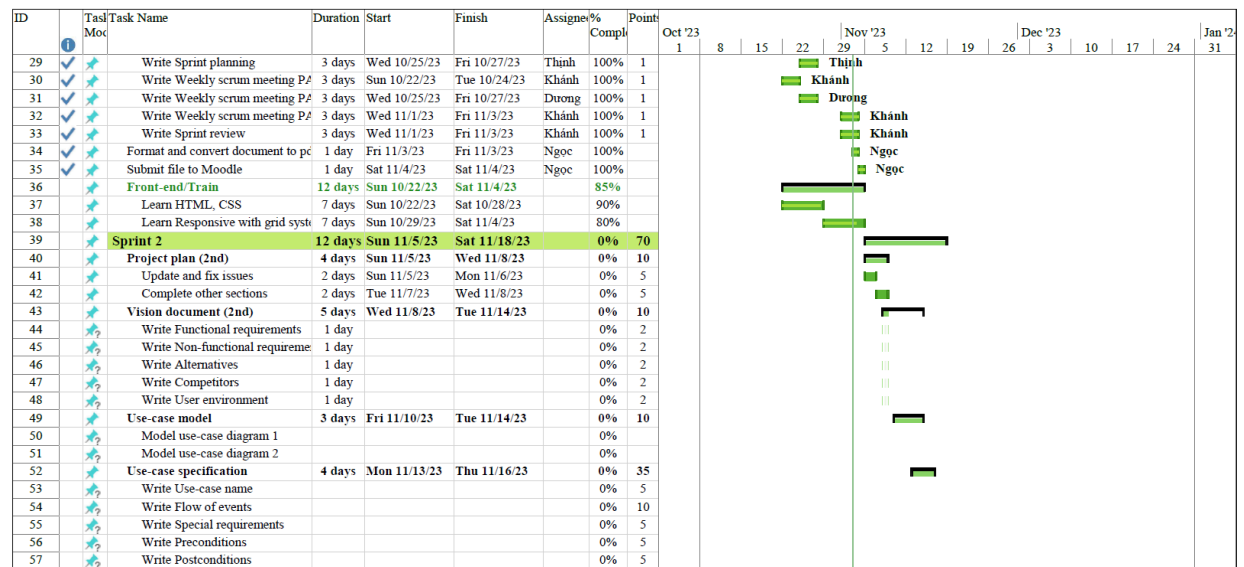 ID Task Mod Task Name Duration Start Finish Assigne % Compl Points
Oct '23 Nov '23 Dec '23 Jan '2
1 8 15 22 29 5 12 19 26 3 10 17 24 31
29 Write Sprint planning 3 days Wed 10/25/23 Fri 10/27/23 Thịnh 100% 1 Thịnh
30 Write Weekly scrum meeting PA 3 days Sun 10/22/23 Tue 10/24/23 Khánh 100% 1 Khánh
31 Write Weekly scrum meeting PA 3 days Wed 10/25/23 Fri 10/27/23 Dương 100% 1 Dương
32 Write Weekly scrum meeting PA 3 days Wed 11/1/23 Fri 11/3/23 Khánh 100% 1 Khánh
33 Write Sprint review 3 days Wed 11/1/23 Fri 11/3/23 Khánh 100% 1 Khánh
34 Format and convert document to pd 1 day Fri 11/3/23 Fri 11/3/23 Ngọc 100% Ngọc
35 Submit file to Moodle 1 day Sat 11/4/23 Sat 11/4/23 Ngọc 100% Ngọc
36 Front-end/Train 12 days Sun 10/22/23 Sat 11/4/23 85%
37 Learn HTML, CSS 7 days Sun 10/22/23 Sat 10/28/23 90%
38 Learn Responsive with grid syste 7 days Sun 10/29/23 Sat 11/4/23 80%
39 Sprint 2 12 days Sun 11/5/23 Sat 11/18/23 0% 70
40 Project plan (2nd) 4 days Sun 11/5/23 Wed 11/8/23 0% 10
41 Update and fix issues 2 days Sun 11/5/23 Mon 11/6/23 0% 5
42 Complete other sections 2 days Tue 11/7/23 Wed 11/8/23 0% 5
43 Vision document (2nd) 5 days Wed 11/8/23 Tue 11/14/23 0% 10
44 Write Functional requirements 1 day 0% 2
45 Write Non-functional requireme 1 day 0% 2
46 Write Alternatives 1 day 0% 2
47 Write Competitors 1 day 0% 2
48 Write User environment 1 day 0% 2
49 Use-case model 3 days Fri 11/10/23 Tue 11/14/23 0% 10
50 Model use-case diagram 1 0%
51 Model use-case diagram 2 0%
52 Use-case specification 4 days Mon 11/13/23 Thu 11/16/23 0% 35
53 Write Use-case name 0% 5
54 Write Flow of events 0% 10
55 Write Special requirements 0% 5
56 Write Preconditions 0% 5
57 Write Postconditions 0% 5